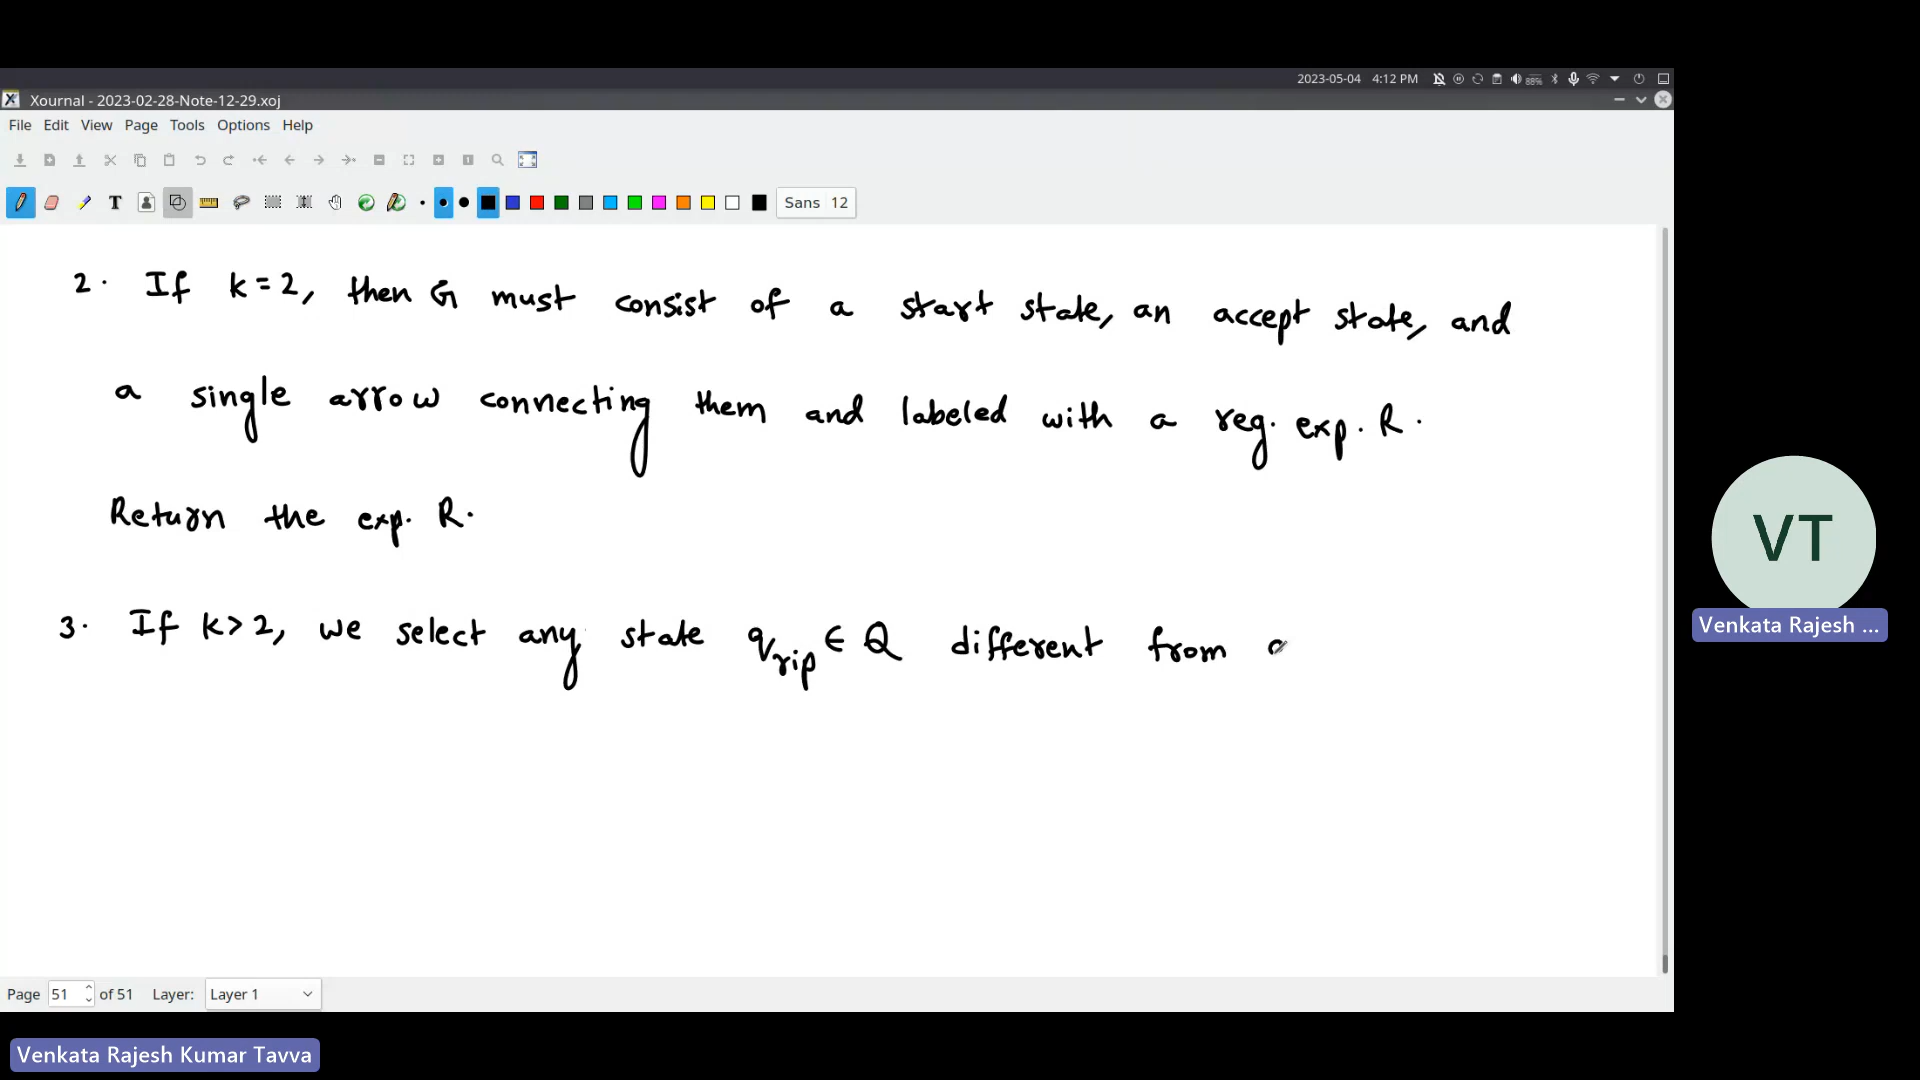 2023-05-04 4:12 PM
88%
Xournal - 2023-02-28-Note-12-29.xoj
File Edit View Page Tools Options Help
T Sans 12
2. If k=2, then G must consist of a start state, an accept state, and
a single arrow connecting them and labeled with a reg. exp. R.
Return the exp. R.
3. If k>2, we select any state q_rip ∈ Q different from
VT
Venkata Rajesh ...
Page 51 of 51 Layer: Layer 1
Venkata Rajesh Kumar Tavva